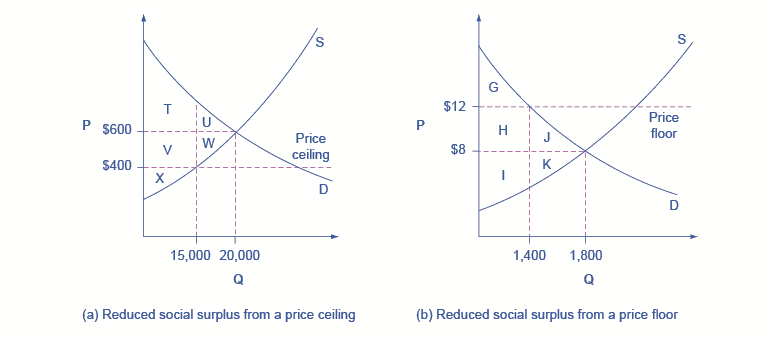 S
T
U
P
$600
V
W
Price
ceiling
$400
X
D
15,000
20,000
Q
(a) Reduced social surplus from a price ceiling
S
G
$12
P
H
J
Price
floor
$8
I
K
D
1,400
1,800
Q
(b) Reduced social surplus from a price floor